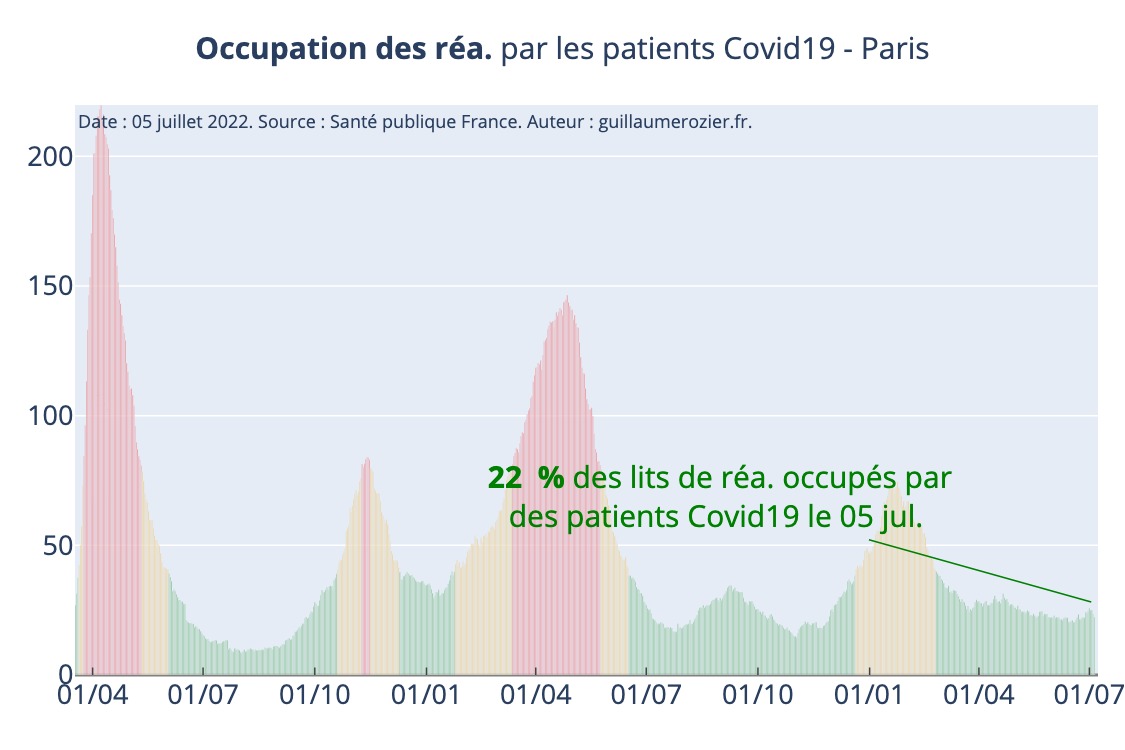 Occupation des réa. par les patients Covid19 - Paris
Date : 05 juillet 2022. Source : Santé publique France. Auteur : guillaumerozier.fr.
200
150
100
22 % des lits de réa. occupés par
des patients Covid19 le 05 jul.
50
0
01/04 01/07 01/10 01/01 01/04 01/07 01/10 01/01 01/04 01/07